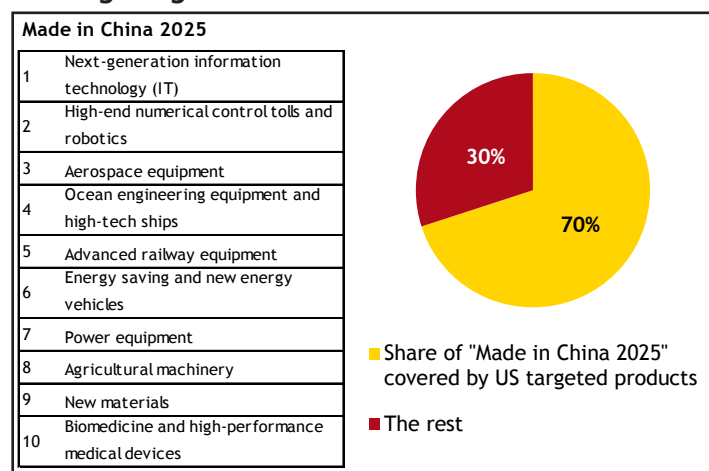 Made in China 2025
1 Next-generation information
technology (IT)
2 High-end numerical control tolls and
robotics
3 Aerospace equipment
4 Ocean engineering equipment and
high-tech ships
5 Advanced railway equipment
6 Energy saving and new energy
vehicles
7 Power equipment
8 Agricultural machinery
9 New materials
10 Biomedicine and high-performance
medical devices
30%
70%
Share of "Made in China 2025"
covered by US targeted products
The rest